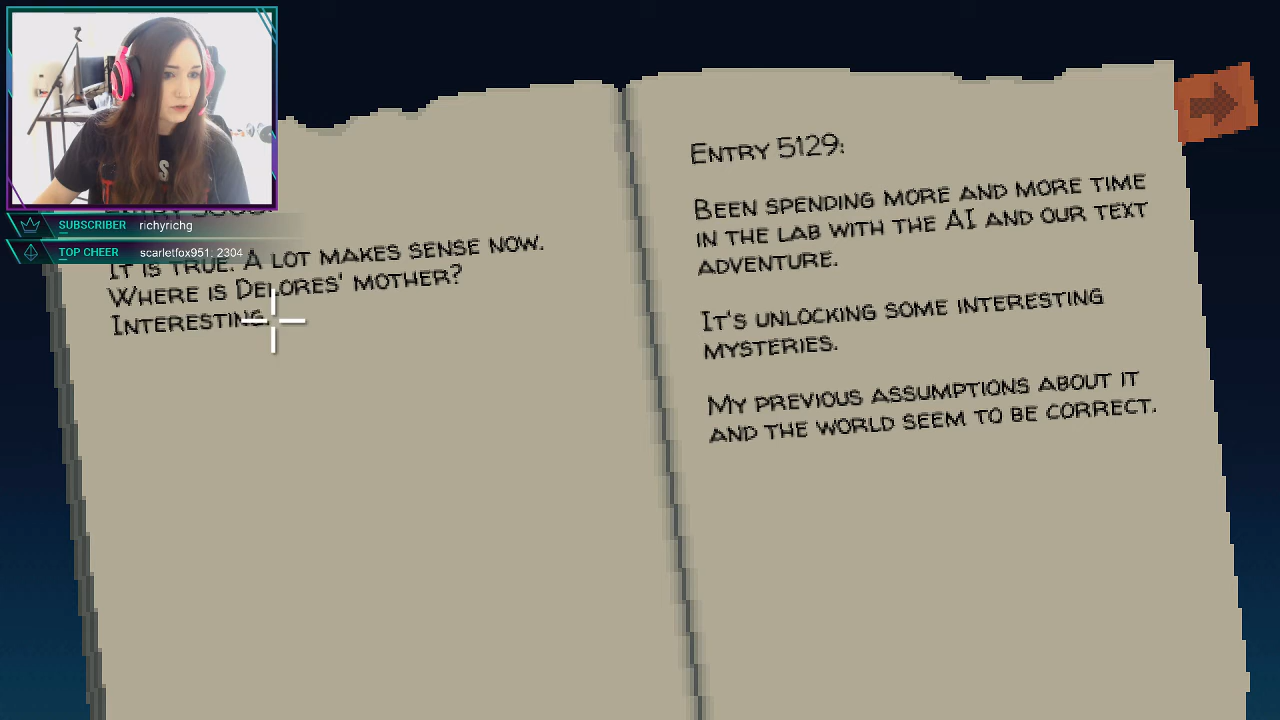 SUBSCRIBER richyrichg
TOP CHEER scarletfox951: 2304
It is true. A lot makes sense now.
Where is Delores' mother?
Interesting.
Entry 5129:
Been spending more and more time
in the lab with the AI and our text
adventure.
It's unlocking some interesting
mysteries.
My previous assumptions about it
and the world seem to be correct.